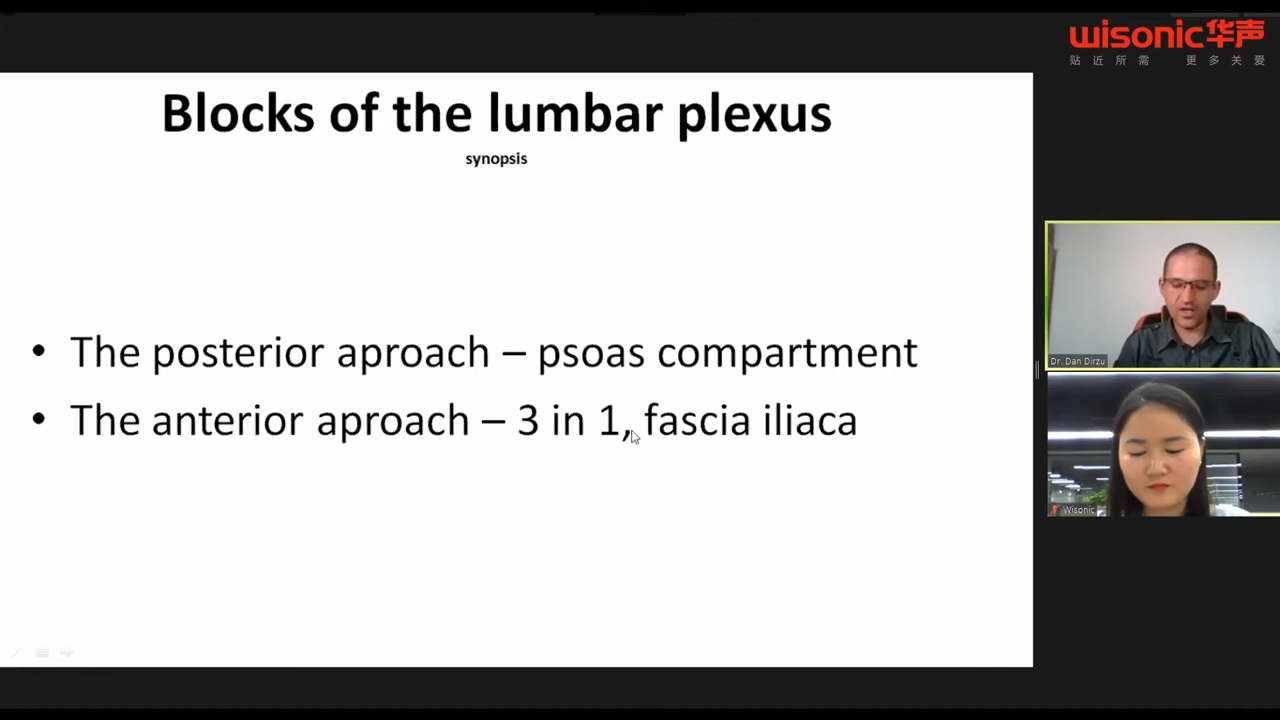 wisonic华声
贴近所需 更多关爱
Blocks of the lumbar plexus
synopsis
• The posterior aproach – psoas compartment
• The anterior aproach – 3 in 1, fascia iliaca
Dr. Dan Dirzu
Wisonic